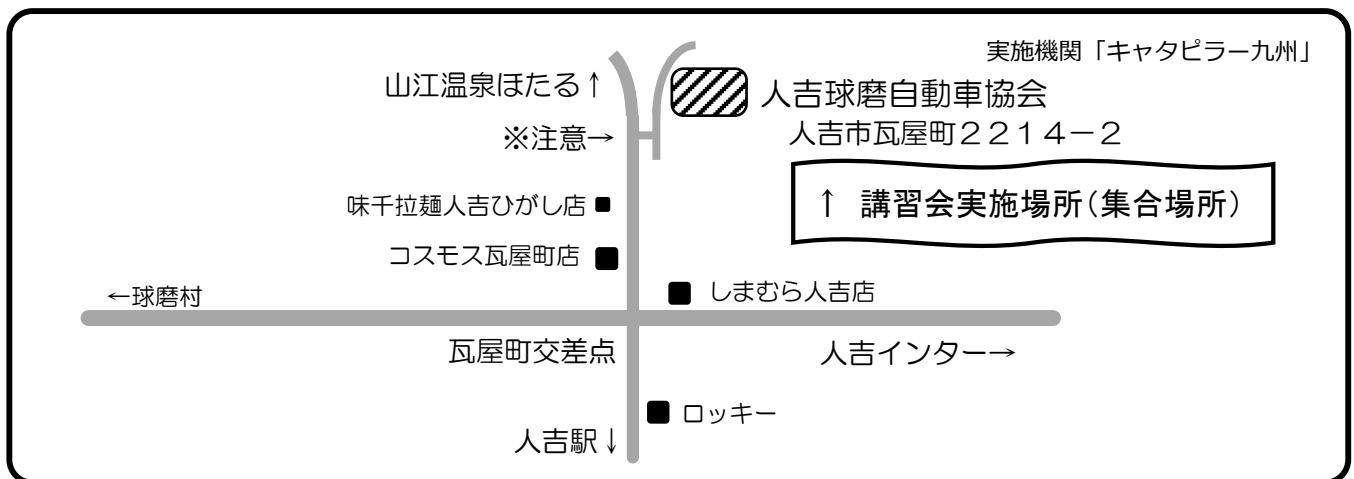 実施機関「キャタピラー九州」
山江温泉ほたる↑
人吉球磨自動車協会
人吉市瓦屋町2214-2
※注意→
↑ 講習会実施場所(集合場所)
味千拉麺人吉ひがし店
コスモス瓦屋町店
←球磨村
しまむら人吉店
瓦屋町交差点
人吉インター→
ロッキー
人吉駅↓